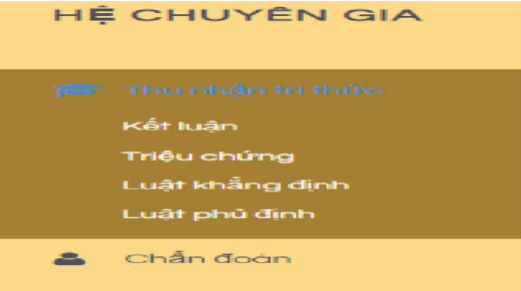 HỆ CHUYÊN GIA
Thu nhận tri thức
Kết luận
Triệu chứng
Luật khẳng định
Luật phủ định
Chẩn đoán